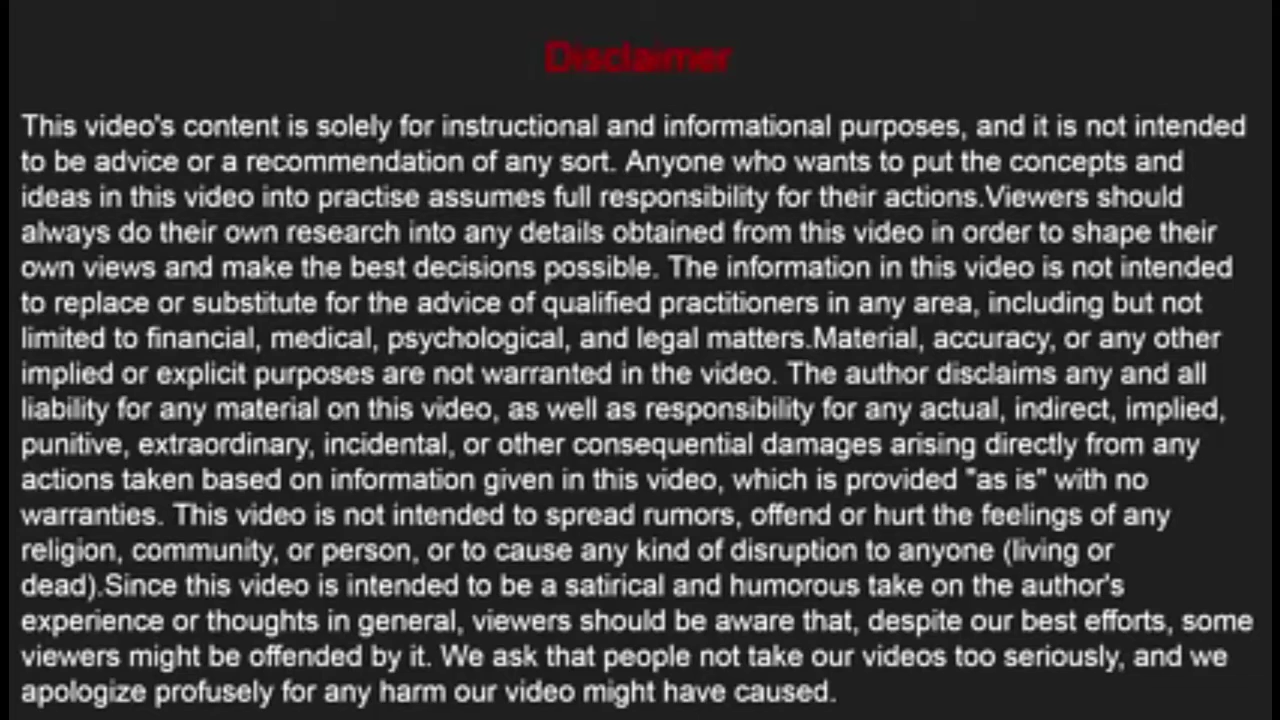 Disclaimer
This video's content is solely for instructional and informational purposes, and it is not intended
to be advice or a recommendation of any sort. Anyone who wants to put the concepts and
ideas in this video into practise assumes full responsibility for their actions.Viewers should
always do their own research into any details obtained from this video in order to shape their
own views and make the best decisions possible. The information in this video is not intended
to replace or substitute for the advice of qualified practitioners in any area, including but not
limited to financial, medical, psychological, and legal matters.Material, accuracy, or any other
implied or explicit purposes are not warranted in the video. The author disclaims any and all
liability for any material on this video, as well as responsibility for any actual, indirect, implied,
punitive, extraordinary, incidental, or other consequential damages arising directly from any
actions taken based on information given in this video, which is provided "as is" with no
warranties. This video is not intended to spread rumors, offend or hurt the feelings of any
religion, community, or person, or to cause any kind of disruption to anyone (living or
dead).Since this video is intended to be a satirical and humorous take on the author's
experience or thoughts in general, viewers should be aware that, despite our best efforts, some
viewers might be offended by it. We ask that people not take our videos too seriously, and we
apologize profusely for any harm our video might have caused.